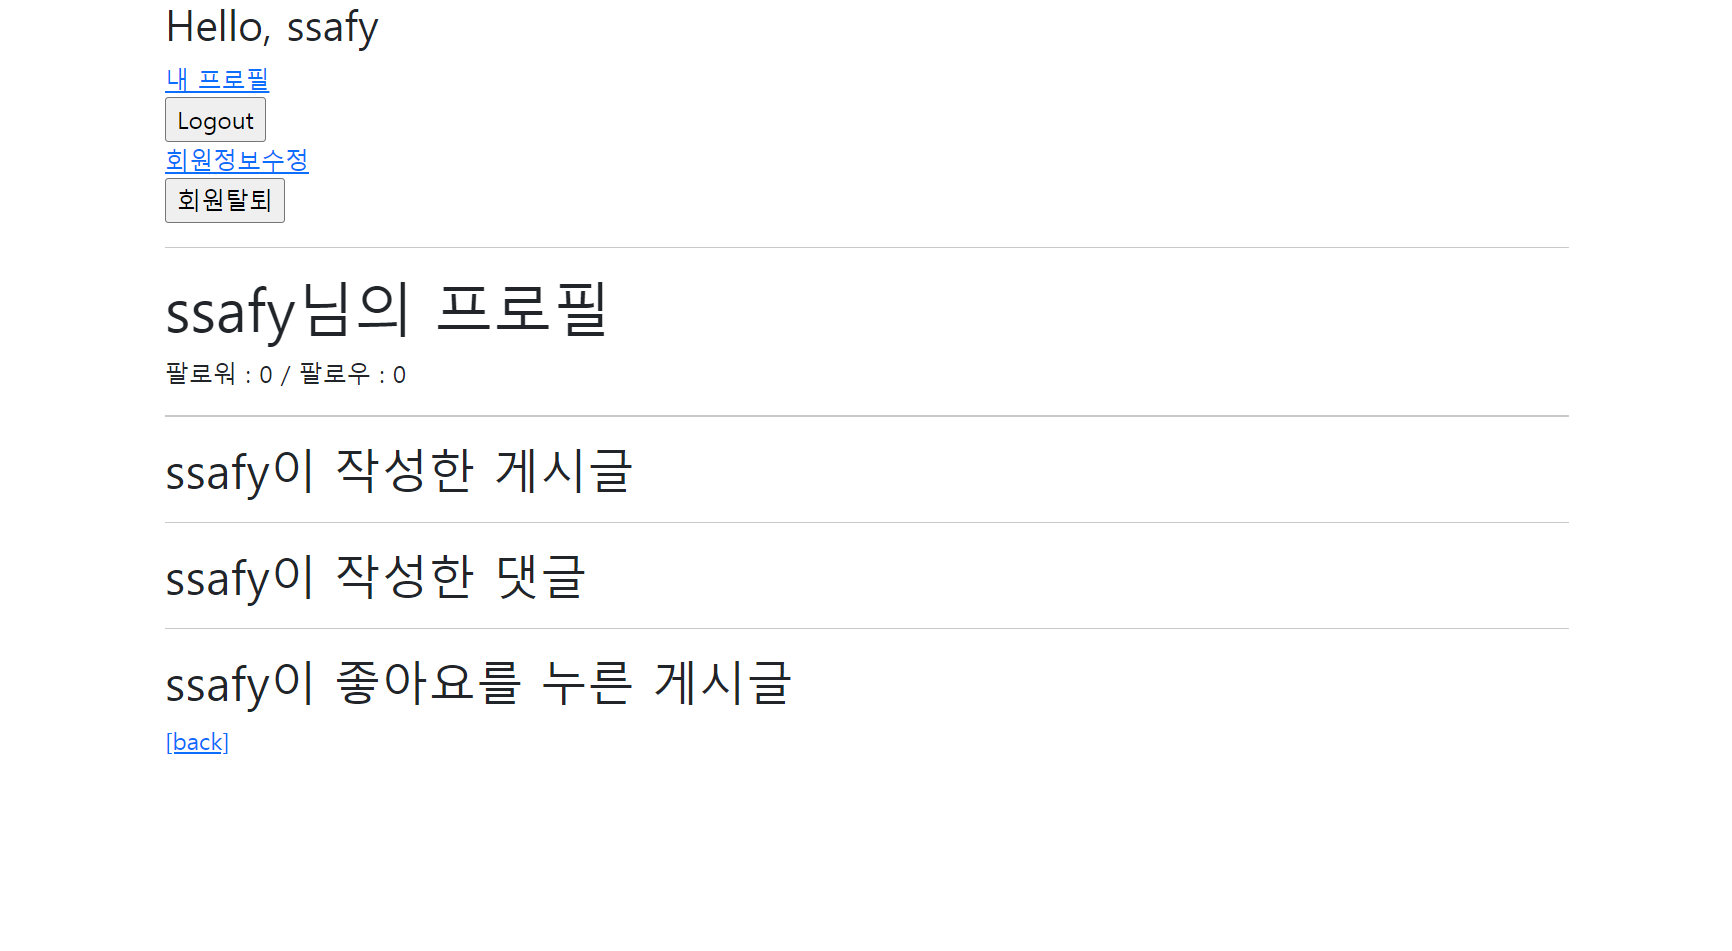 Hello, ssafy
내 프로필
Logout
회원정보수정
회원탈퇴
ssafy님의 프로필
팔로워 : 0 / 팔로우 : 0
ssafy이 작성한 게시글
ssafy이 작성한 댓글
ssafy이 좋아요를 누른 게시글
[back]